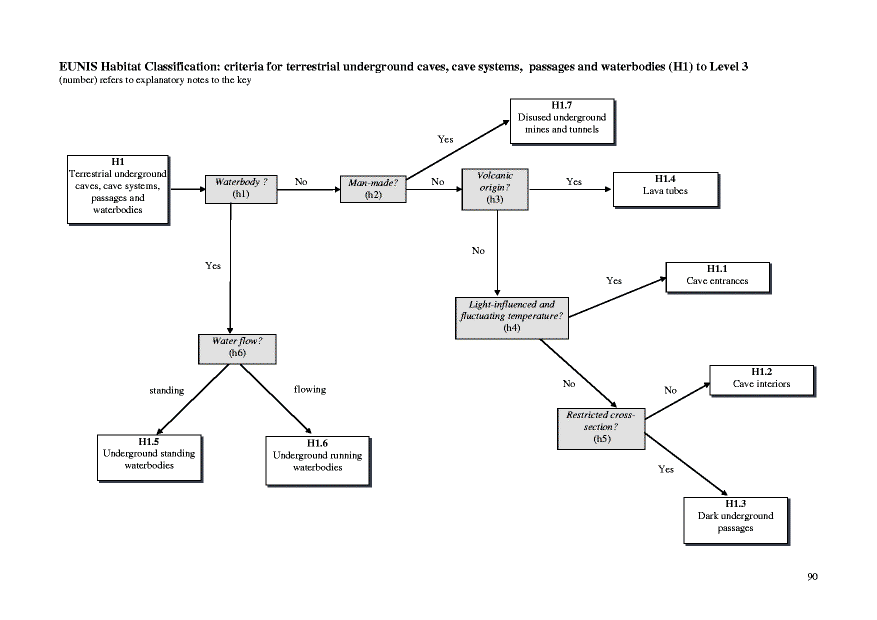 EUNIS Habitat Classification: criteria for terrestrial underground caves, cave systems, passages and waterbodies (H1) to Level 3
(number) refers to explanatory notes to the key
H1.7
Disused underground
mines and tunnels
Yes
H1
Terrestrial underground
caves, cave systems,
passages and
waterbodies
Waterbody ?
(h1)
No
Man-made?
(h2)
No
Volcanic
origin?
(h3)
Yes
H1.4
Lava tubes
Yes
No
Yes
H1.1
Cave entrances
Light-influenced and
fluctuating temperature?
(h4)
Water flow?
(h6)
standing
flowing
No
No
H1.2
Cave interiors
Restricted cross-
section?
(h5)
H1.5
Underground standing
waterbodies
H1.6
Underground running
waterbodies
Yes
H1.3
Dark underground
passages
90